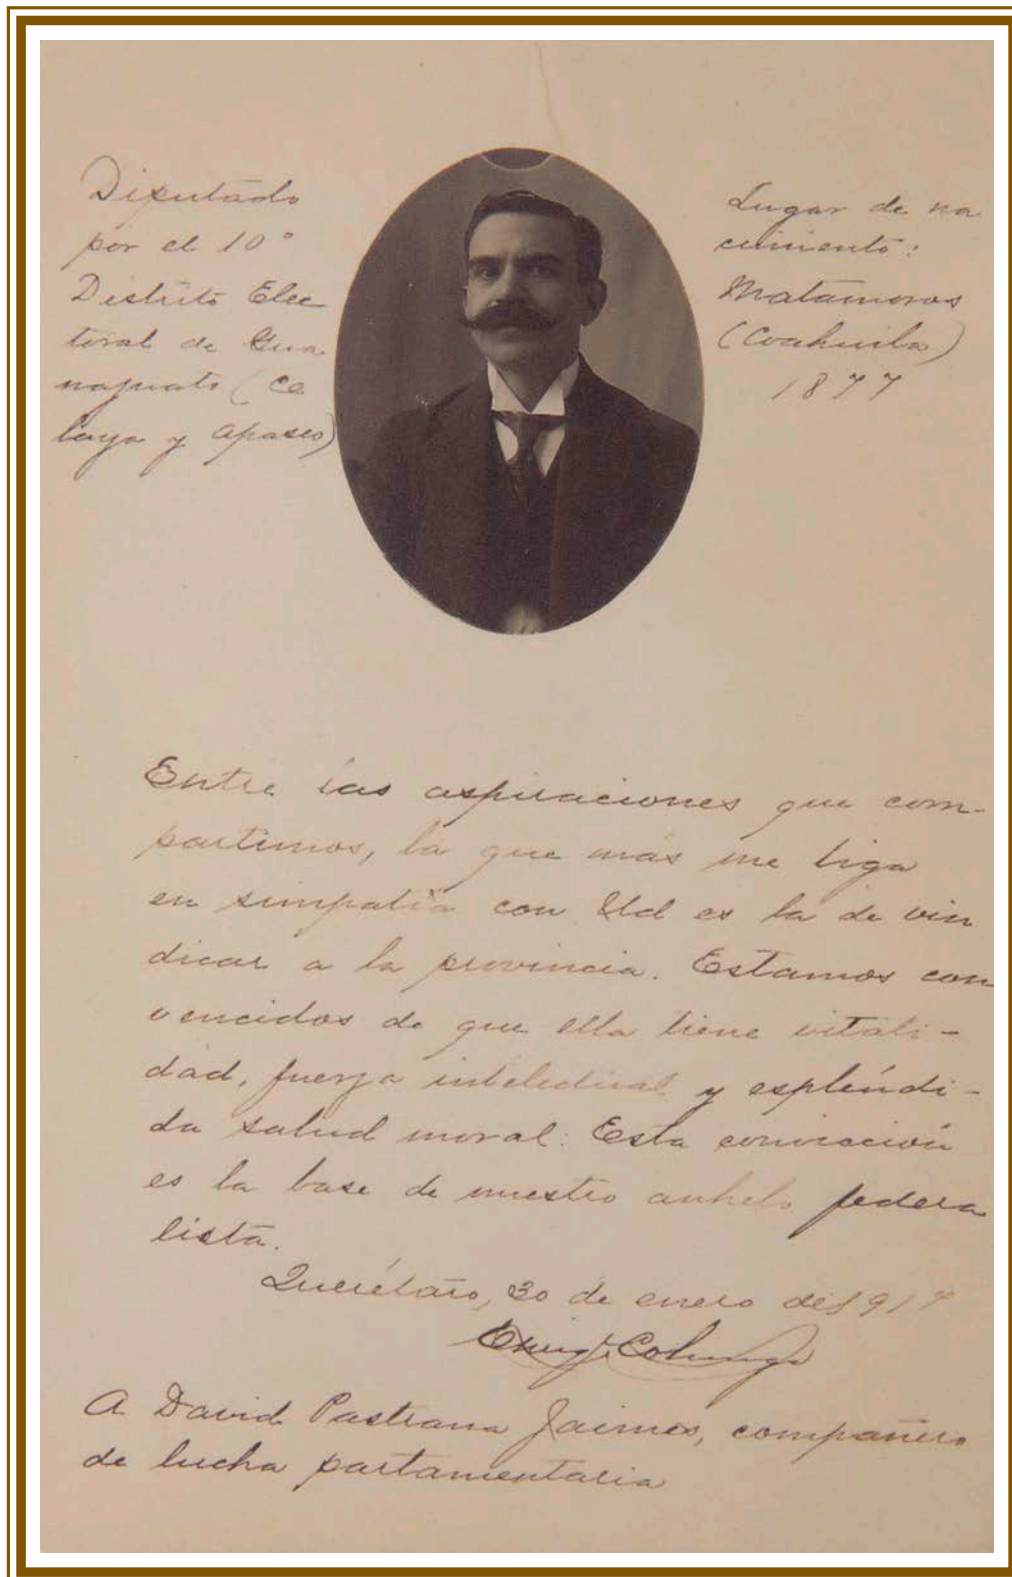 Diputado
por el 10°
Distrito Elec
toral de Gua
najuato (Ce
laya y Apaseo)
Lugar de na
cimiento:
Matamoros
(Coahuila)
1877
Entre las aspiraciones que com-
partimos, la que más me liga
en simpatía con Ud es la de vin
dicar a la provincia. Estamos con
vencidos de que ella tiene vitali-
dad, fuerza intelectual y espléndi-
da salud moral. Esta convicción
es la base de nuestro anhelo federa
lista.
Querétaro, 30 de enero de 1917
Enrig. Colunga
A David Pastrana Jaimes, compañero
de lucha parlamentaria